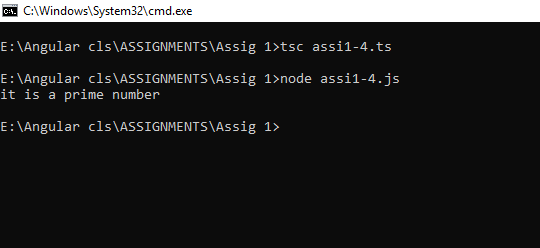 C:\Windows\System32\cmd.exe
E:\Angular cls\ASSIGNMENTS\Assig 1>tsc assi1-4.ts
E:\Angular cls\ASSIGNMENTS\Assig 1>node assi1-4.js
it is a prime number
E:\Angular cls\ASSIGNMENTS\Assig 1>